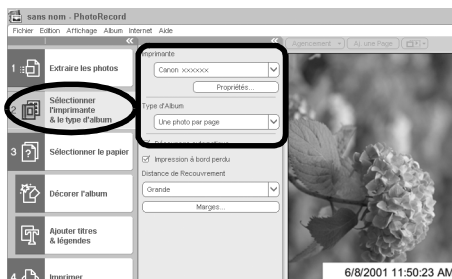 sans nom - PhotoRecord
Fichier Edition Affichage Album Internet Aide
Agencement Aj. une Page
1 Extraire les photos
2 Sélectionner
l'imprimante
& le type d'album
3 Sélectionner le papier
Décorer l'album
Ajouter titres
& légendes
4 Imprimer
Imprimante
Canon xxxxxx
Propriétés...
Type d'Album
Une photo par page
Impression à bord perdu
Distance de Recouvrement
Grande
Marges...
6/8/2001 11:50:23 AM